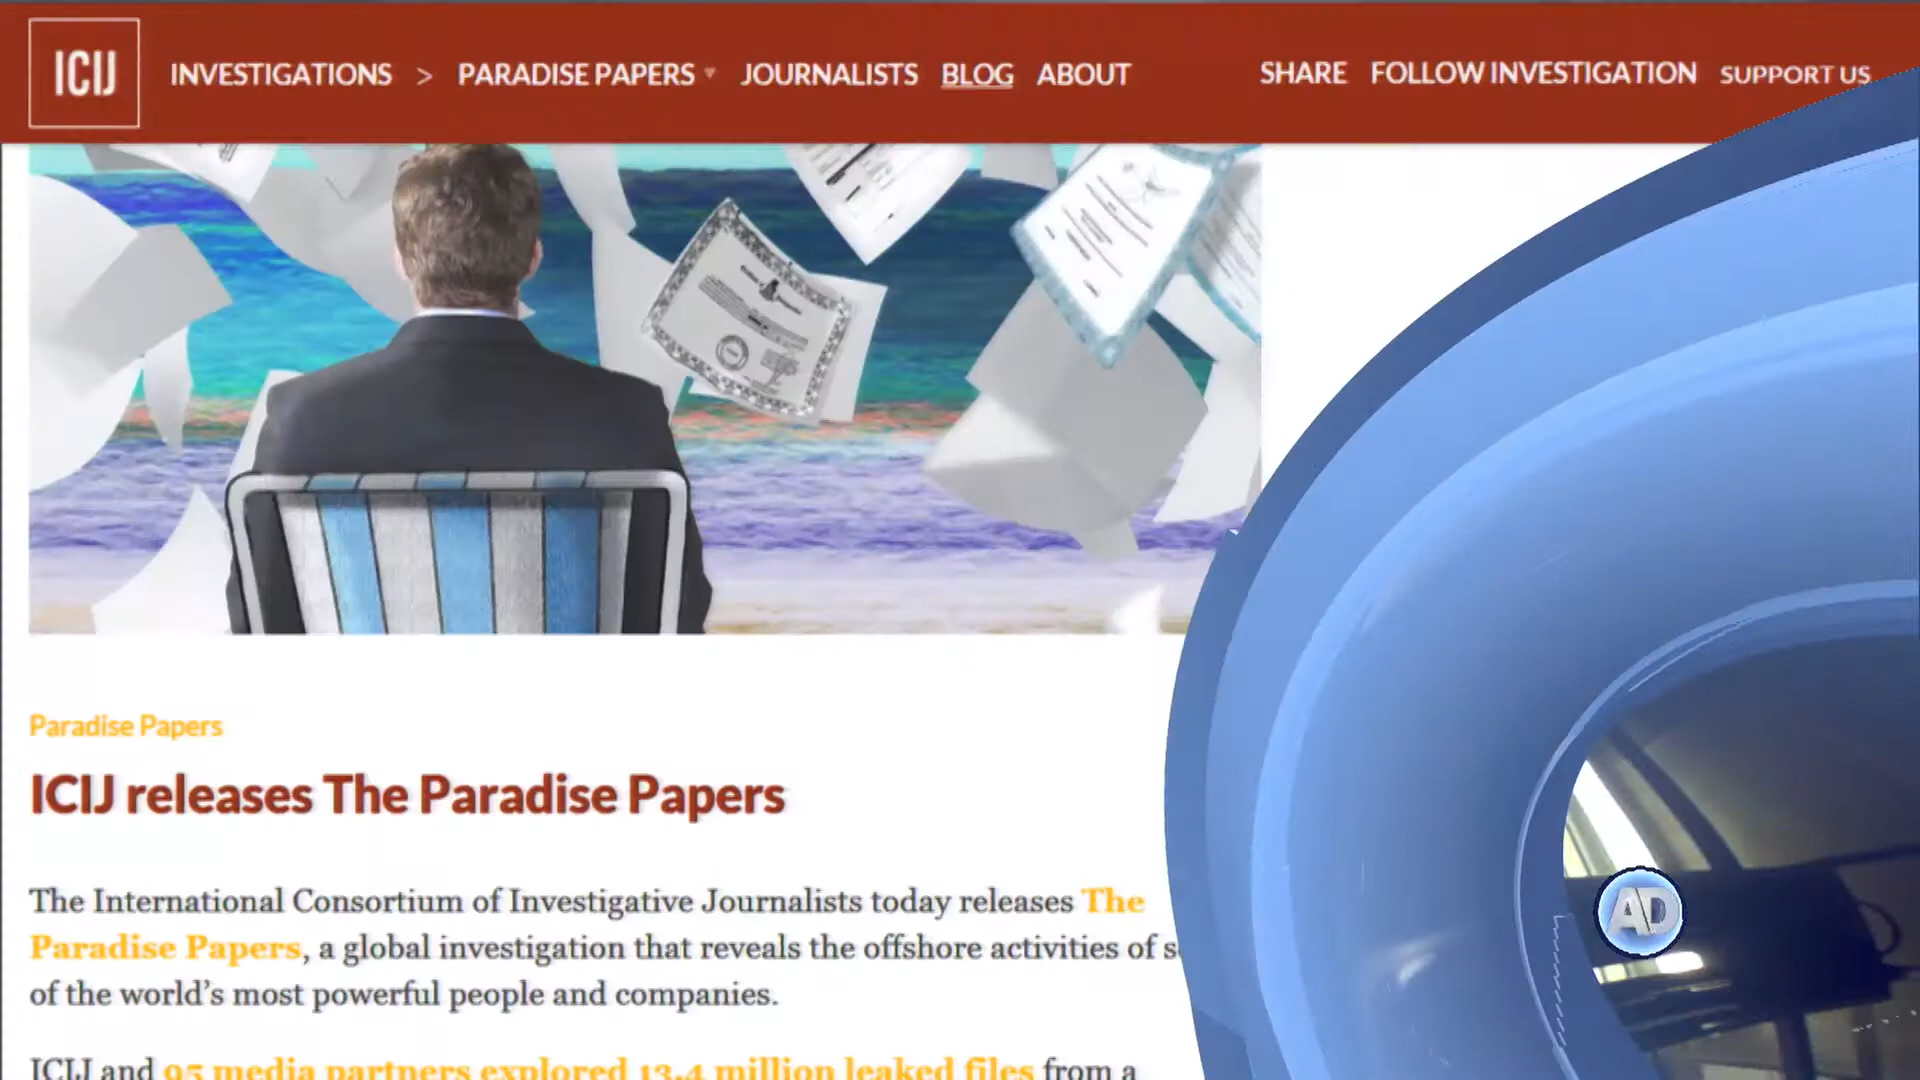 ICIJ INVESTIGATIONS > PARADISE PAPERS ▾ JOURNALISTS BLOG ABOUT SHARE FOLLOW INVESTIGATION SUPPORT US
Paradise Papers
ICIJ releases The Paradise Papers
The International Consortium of Investigative Journalists today releases The
Paradise Papers, a global investigation that reveals the offshore activities of
of the world's most powerful people and companies.
ICIJ and 95 media partners explored 13.4 million leaked files from a
AD